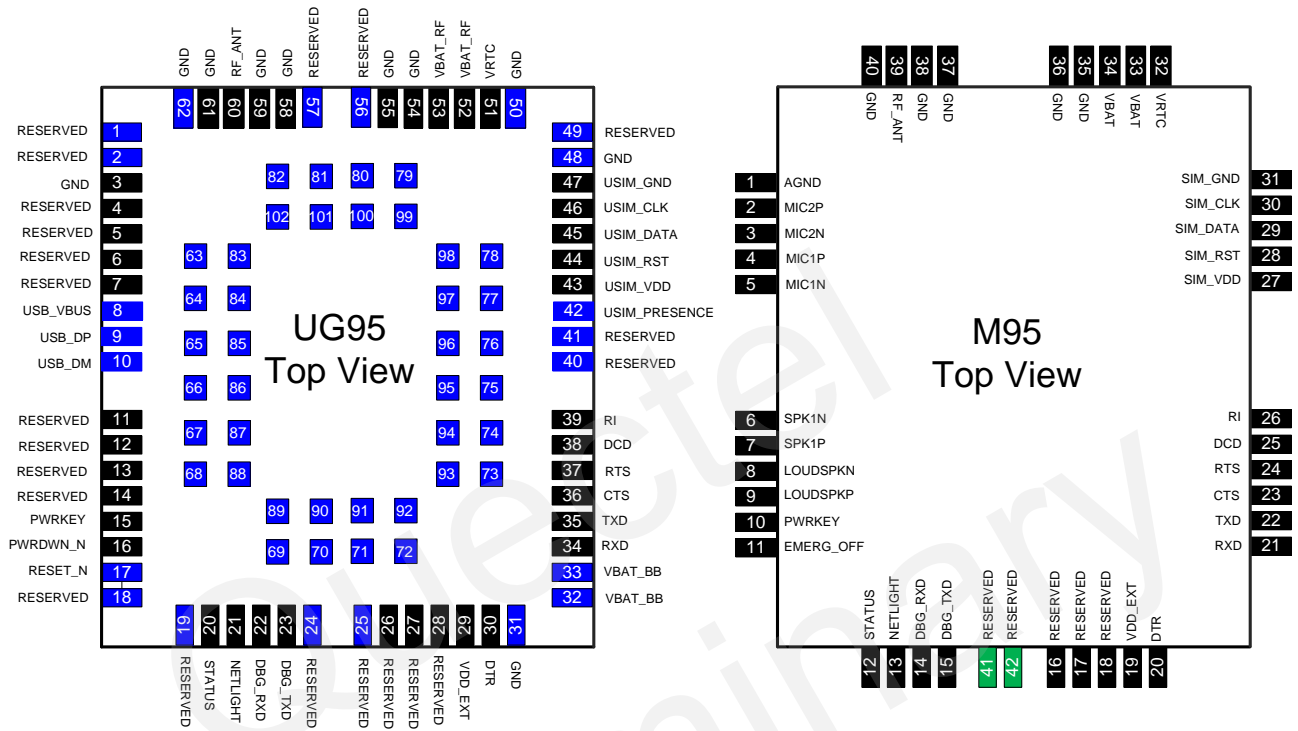 GND GND RF_ANT GND GND RESERVED RESERVED GND GND VBAT_RF VBAT_RF VRTC GND
62 61 60 59 58 57 56 55 54 53 52 51 50
RESERVED 1
RESERVED 2
GND 3
RESERVED 4
RESERVED 5
RESERVED 6
RESERVED 7
USB_VBUS 8
USB_DP 9
USB_DM 10
RESERVED 11
RESERVED 12
RESERVED 13
RESERVED 14
PWRKEY 15
PWRDWN_N 16
RESET_N 17
RESERVED 18
82 81 80 79
102 101 100 99
63 83 98 78
64 84 97 77
65 85 96 76
66 86 95 75
67 87 94 74
68 88 93 73
89 90 91 92
69 70 71 72
UG95
Top View
49 RESERVED
48 GND
47 USIM_GND
46 USIM_CLK
45 USIM_DATA
44 USIM_RST
43 USIM_VDD
42 USIM_PRESENCE
41 RESERVED
40 RESERVED
39 RI
38 DCD
37 RTS
36 CTS
35 TXD
34 RXD
33 VBAT_BB
32 VBAT_BB
19 20 21 22 23 24 25 26 27 28 29 30 31
RESERVED STATUS NETLIGHT DBG_RXD DBG_TXD RESERVED RESERVED RESERVED RESERVED RESERVED VDD_EXT DTR GND
40 39 38 37 36 35 34 33 32
GND RF_ANT GND GND GND GND VBAT VBAT VRTC
1 AGND
2 MIC2P
3 MIC2N
4 MIC1P
5 MIC1N
6 SPK1N
7 SPK1P
8 LOUDSPKN
9 LOUDSPKP
10 PWRKEY
11 EMERG_OFF
M95
Top View
SIM_GND 31
SIM_CLK 30
SIM_DATA 29
SIM_RST 28
SIM_VDD 27
RI 26
DCD 25
RTS 24
CTS 23
TXD 22
RXD 21
STATUS NETLIGHT DBG_RXD DBG_TXD RESERVED RESERVED RESERVED RESERVED RESERVED VDD_EXT DTR
12 13 14 15 41 42 16 17 18 19 20
Quectel